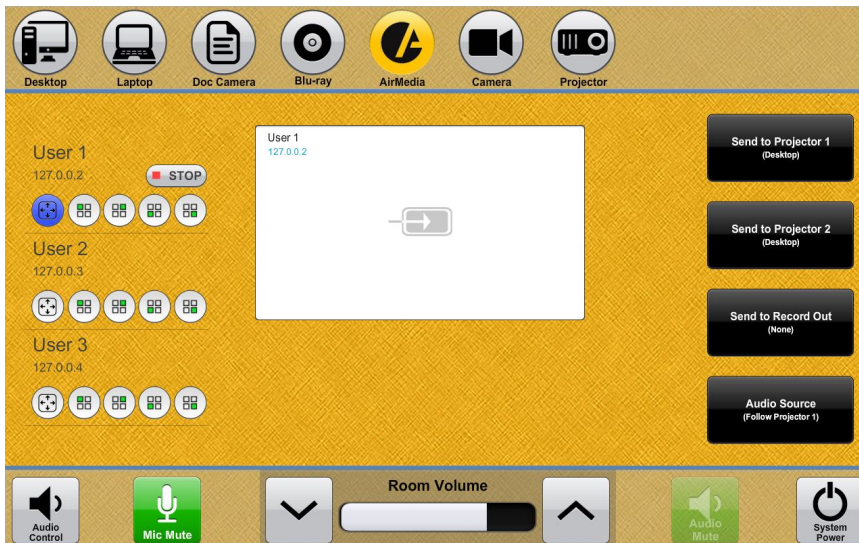 Desktop
Laptop
Doc Camera
Blu-ray
AirMedia
Camera
Projector
User 1
127.0.0.2
STOP
User 2
127.0.0.3
User 3
127.0.0.4
User 1
127.0.0.2
Send to Projector 1
(Desktop)
Send to Projector 2
(Desktop)
Send to Record Out
(None)
Audio Source
(Follow Projector 1)
Audio
Control
Mic Mute
Room Volume
Audio
Mute
System
Power